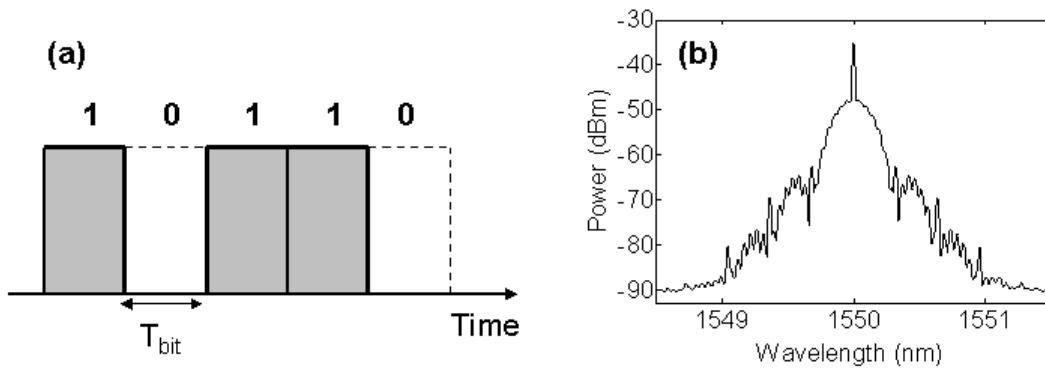 (a)
1 0 1 1 0
T_bit
Time
(b)
Power (dBm)
-30
-40
-50
-60
-70
-80
-90
1549 1550 1551
Wavelength (nm)